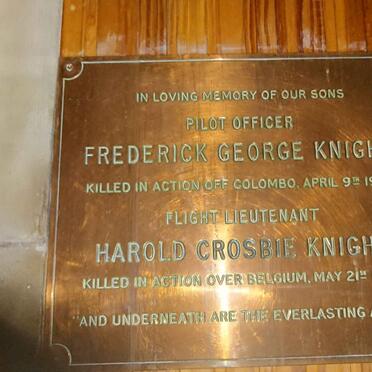 IN LOVING MEMORY OF OUR SONS
PILOT OFFICER
FREDERICK GEORGE KNIGH
KILLED IN ACTION OFF COLOMBO, APRIL 9TH 19
FLIGHT LIEUTENANT
HAROLD CROSBIE KNIGH
KILLED IN ACTION OVER BELGIUM, MAY 21ST
"AND UNDERNEATH ARE THE EVERLASTING A